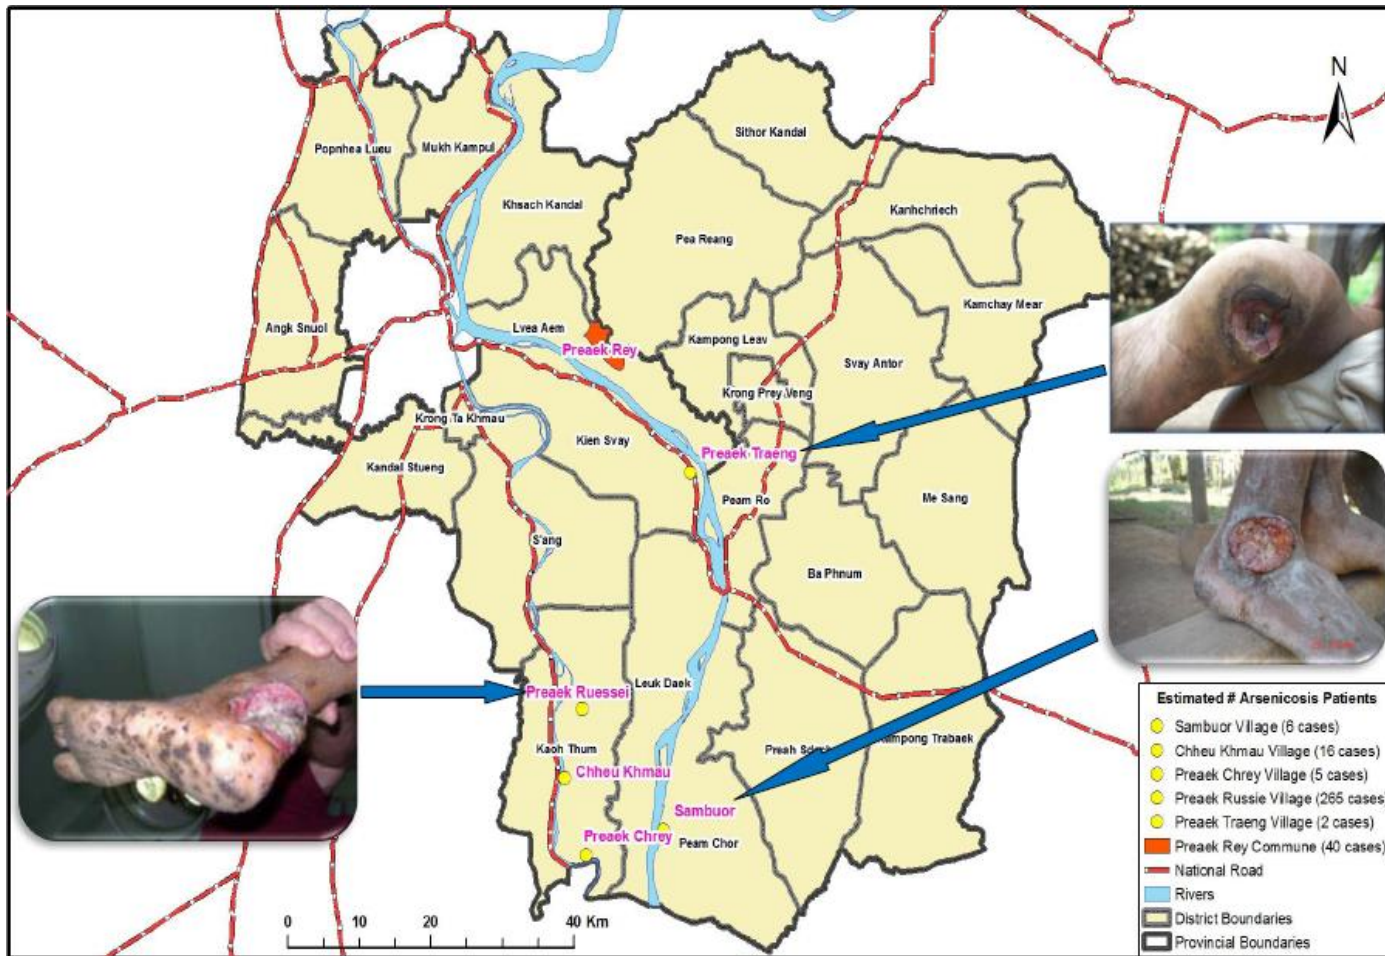 N
Sithor Kandal
Popnhea Lueu
Mukh Kampul
Khsach Kandal
Kanhchriech
Pea Reang
Kamchay Mear
Angk Snuol
Lvea Aem
Preaek Rey
Kampong Leav
Svay Antor
Krong Prey Veng
Krong Ta Khmau
Kien Svay
Preaek Traeng
Kandal Stueng
Peam Ro
Me Sang
S'ang
Ba Phnum
Leuk Daek
Preaek Ruessei
Kaoh Thum
Preah
Trabaek
Chheu Khmau
Sambuor
Preaek Chrey
Peam Chor
0 10 20 40 Km
Estimated # Arsenicosis Patients
Sambuor Village (6 cases)
Chheu Khmau Village (16 cases)
Preaek Chrey Village (5 cases)
Preaek Russie Village (265 cases)
Preaek Traeng Village (2 cases)
Preaek Rey Commune (40 cases)
National Road
Rivers
District Boundaries
Provincial Boundaries